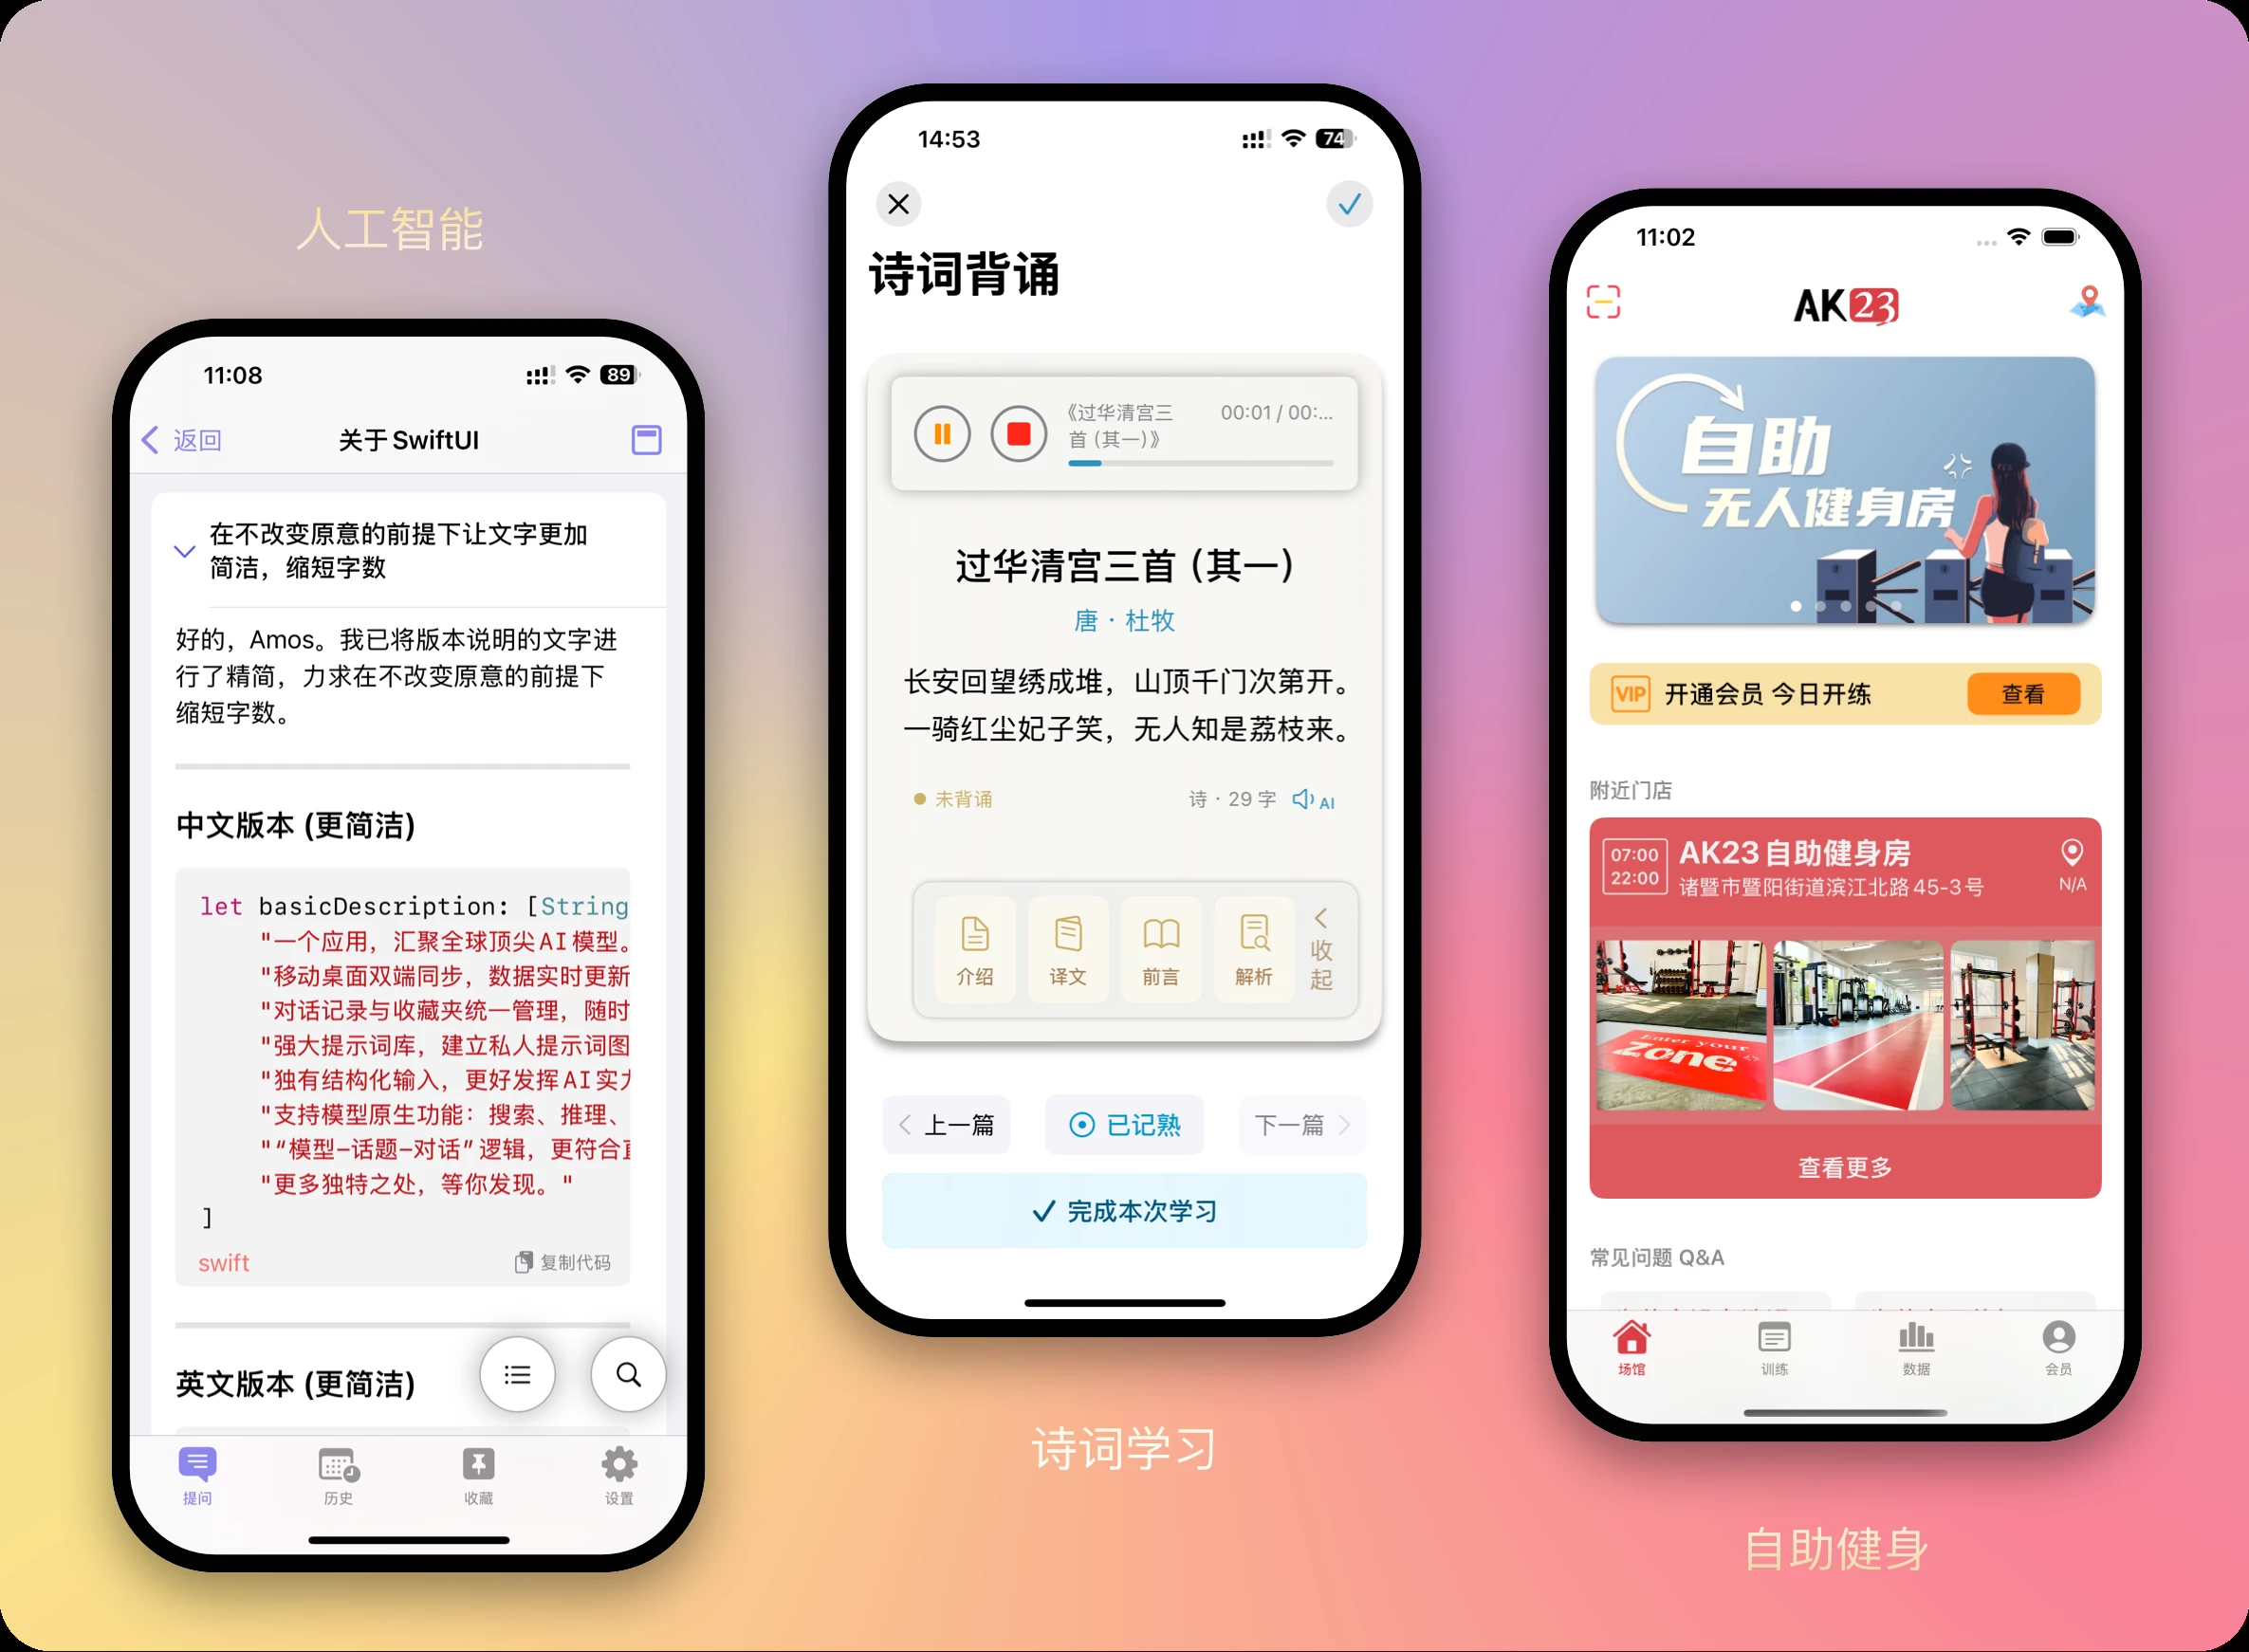 人工智能
11:08
89
返回
关于 SwiftUI
在不改变原意的前提下让文字更加
简洁，缩短字数
好的，Amos。我已将版本说明的文字进
行了精简，力求在不改变原意的前提下
缩短字数。
中文版本 (更简洁)
let basicDescription: [String
"一个应用，汇聚全球顶尖AI模型。
"移动桌面双端同步，数据实时更新
"对话记录与收藏夹统一管理，随时
"强大提示词库，建立私人提示词图
"独有结构化输入，更好发挥AI实力
"支持模型原生功能：搜索、推理、
"“模型–话题–对话”逻辑，更符合直
"更多独特之处，等你发现。"
]
swift
复制代码
英文版本 (更简洁)
提问
历史
收藏
设置
14:53
74
诗词背诵
《过华清宫三
首（其一）》
00:01 / 00:...
过华清宫三首（其一）
唐 · 杜牧
长安回望绣成堆，山顶千门次第开。
一骑红尘妃子笑，无人知是荔枝来。
未背诵
诗 · 29 字
AI
介绍
译文
前言
解析
收
起
上一篇
已记熟
下一篇
完成本次学习
诗词学习
11:02
AK23
自助
无人健身房
VIP
开通会员 今日开练
查看
附近门店
07:00
22:00
AK23 自助健身房
诸暨市暨阳街道滨江北路 45-3 号
N/A
Enter your
Zone
查看更多
常见问题 Q&A
场馆
训练
数据
会员
自助健身